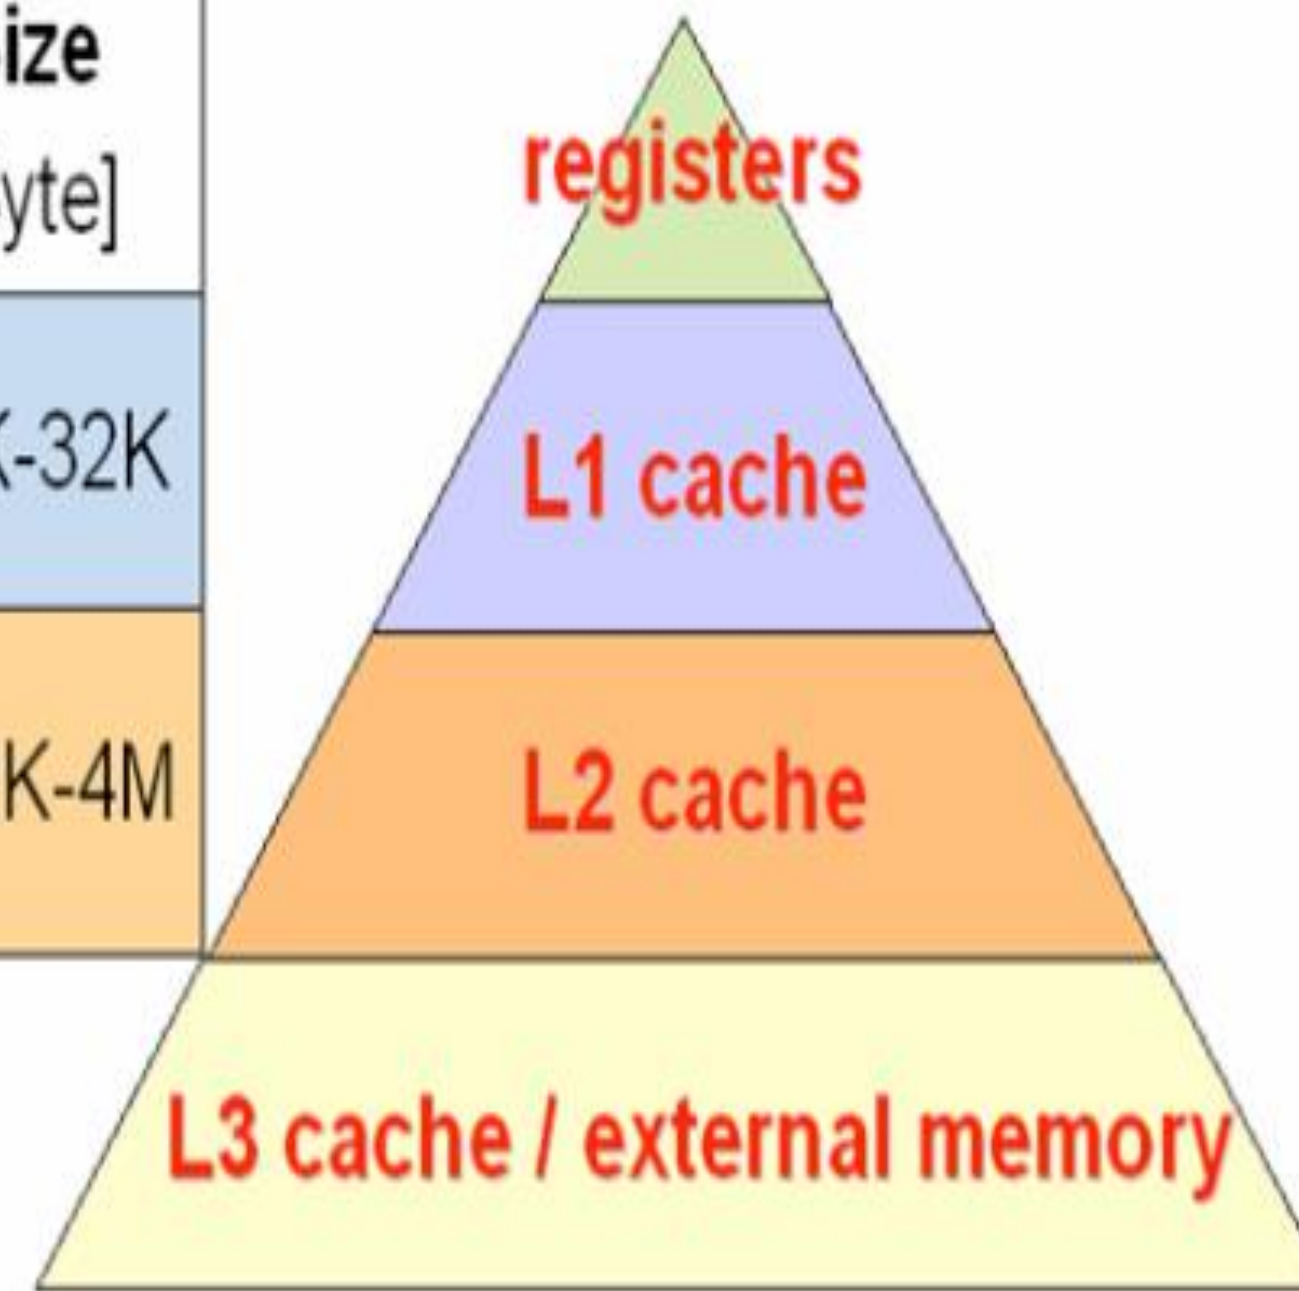 ize
yte]
-32K
K-4M
registers
L1 cache
L2 cache
L3 cache / external memory